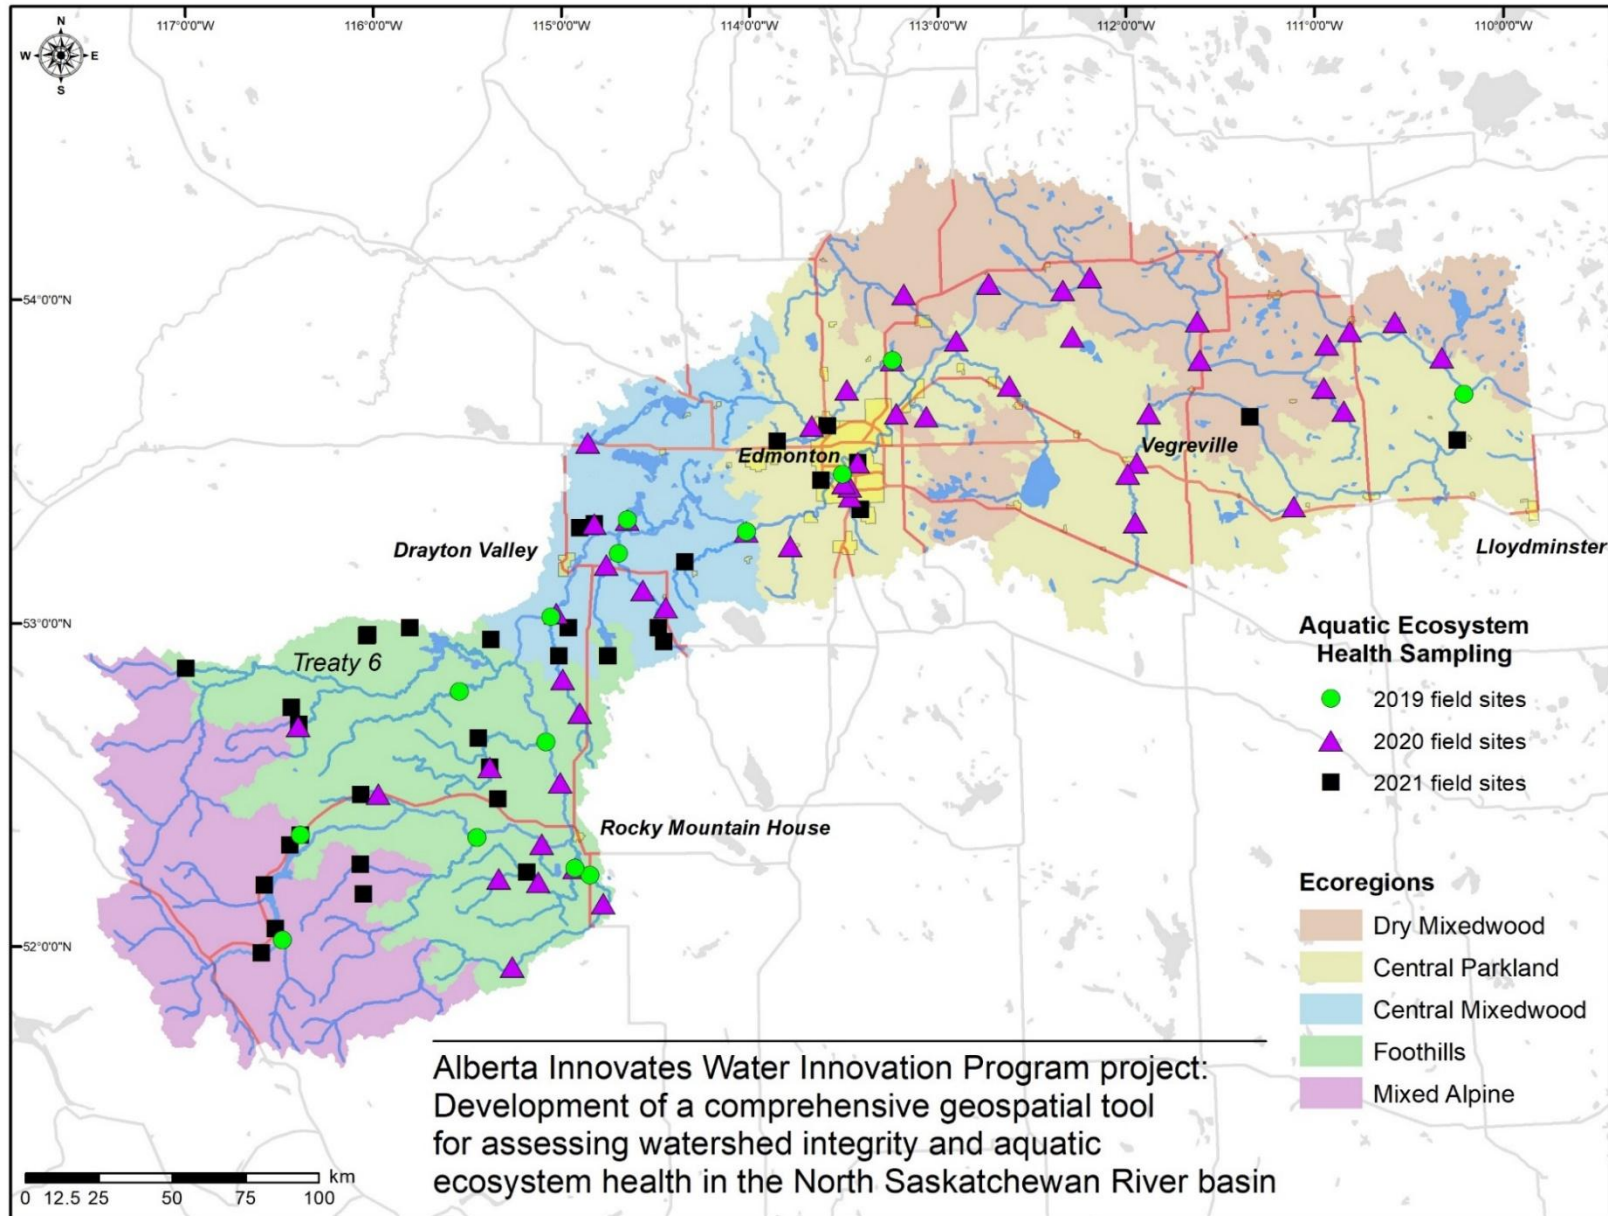 117°0'0"W
116°0'0"W
115°0'0"W
114°0'0"W
113°0'0"W
112°0'0"W
111°0'0"W
110°0'0"W
N
W
E
S
54°0'0"N
Edmonton
Vegreville
Drayton Valley
Lloydminster
53°0'0"N
Treaty 6
Rocky Mountain House
52°0'0"N
Aquatic Ecosystem
Health Sampling
2019 field sites
2020 field sites
2021 field sites
Ecoregions
Dry Mixedwood
Central Parkland
Central Mixedwood
Foothills
Mixed Alpine
Alberta Innovates Water Innovation Program project:
Development of a comprehensive geospatial tool
for assessing watershed integrity and aquatic
ecosystem health in the North Saskatchewan River basin
km
0 12.5 25 50 75 100